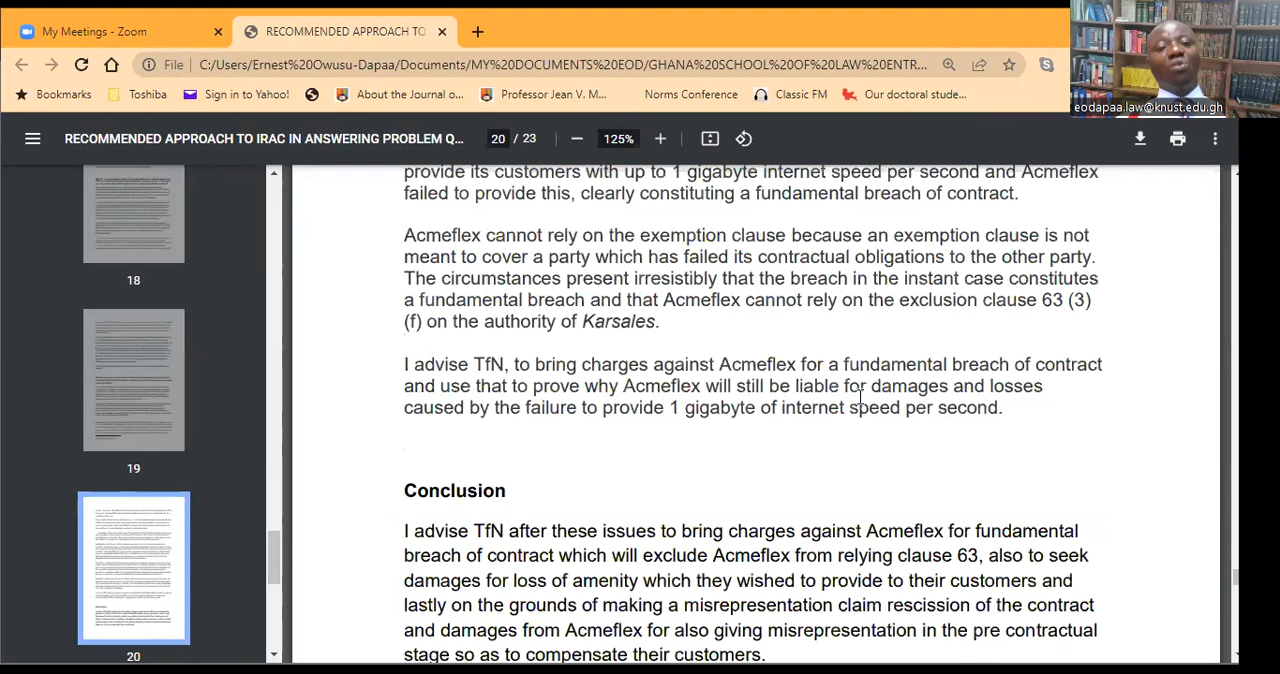 My Meetings - Zoom
RECOMMENDED APPROACH TO
File
C:/Users/Ernest%20Owusu-Dapa/Documents/MY%20DOCUMENTS%20EOD/GHANA%20SCHOOL%20OF%20LAW%20ENTR...
Bookmarks
Toshiba
Sign in to Yahoo!
About the Journal o...
Professor Jean V. M...
Norms Conference
Classic FM
Our doctoral stude...
eodapaa.law@knust.edu.gh
RECOMMENDED APPROACH TO IRAC IN ANSWERING PROBLEM Q...
20 / 23
125%
provide its customers with up to 1 gigabyte internet speed per second and Acmeflex
failed to provide this, clearly constituting a fundamental breach of contract.
Acmeflex cannot rely on the exemption clause because an exemption clause is not
meant to cover a party which has failed its contractual obligations to the other party.
The circumstances present irresistibly that the breach in the instant case constitutes
a fundamental breach and that Acmeflex cannot rely on the exclusion clause 63 (3)
(f) on the authority of Karsales.
I advise TfN, to bring charges against Acmeflex for a fundamental breach of contract
and use that to prove why Acmeflex will still be liable for damages and losses
caused by the failure to provide 1 gigabyte of internet speed per second.
Conclusion
I advise TfN after these issues to bring charges against Acmeflex for fundamental
breach of contract which will exclude Acmeflex from relying clause 63, also to seek
damages for loss of amenity which they wished to provide to their customers and
lastly on the grounds of making a misrepresentation claim rescission of the contract
and damages from Acmeflex for also giving misrepresentation in the pre contractual
stage so as to compensate their customers.
18
19
20